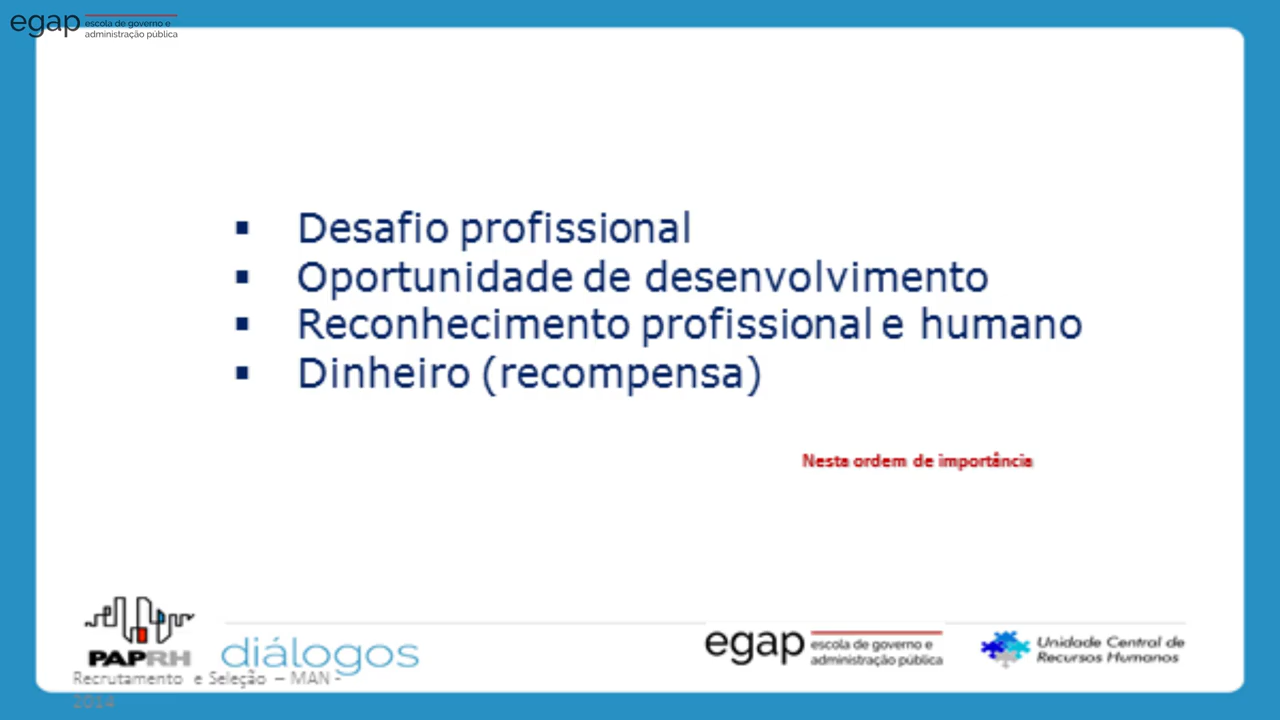 egap escola de governo e
administração pública
▪ Desafio profissional
▪ Oportunidade de desenvolvimento
▪ Reconhecimento profissional e humano
▪ Dinheiro (recompensa)
Nesta ordem de importância
PAPRH
diálogos
egap escola de governo e
administração pública
Unidade Central de
Recursos Humanos
Recrutamento e Seleção – MAN -
2014